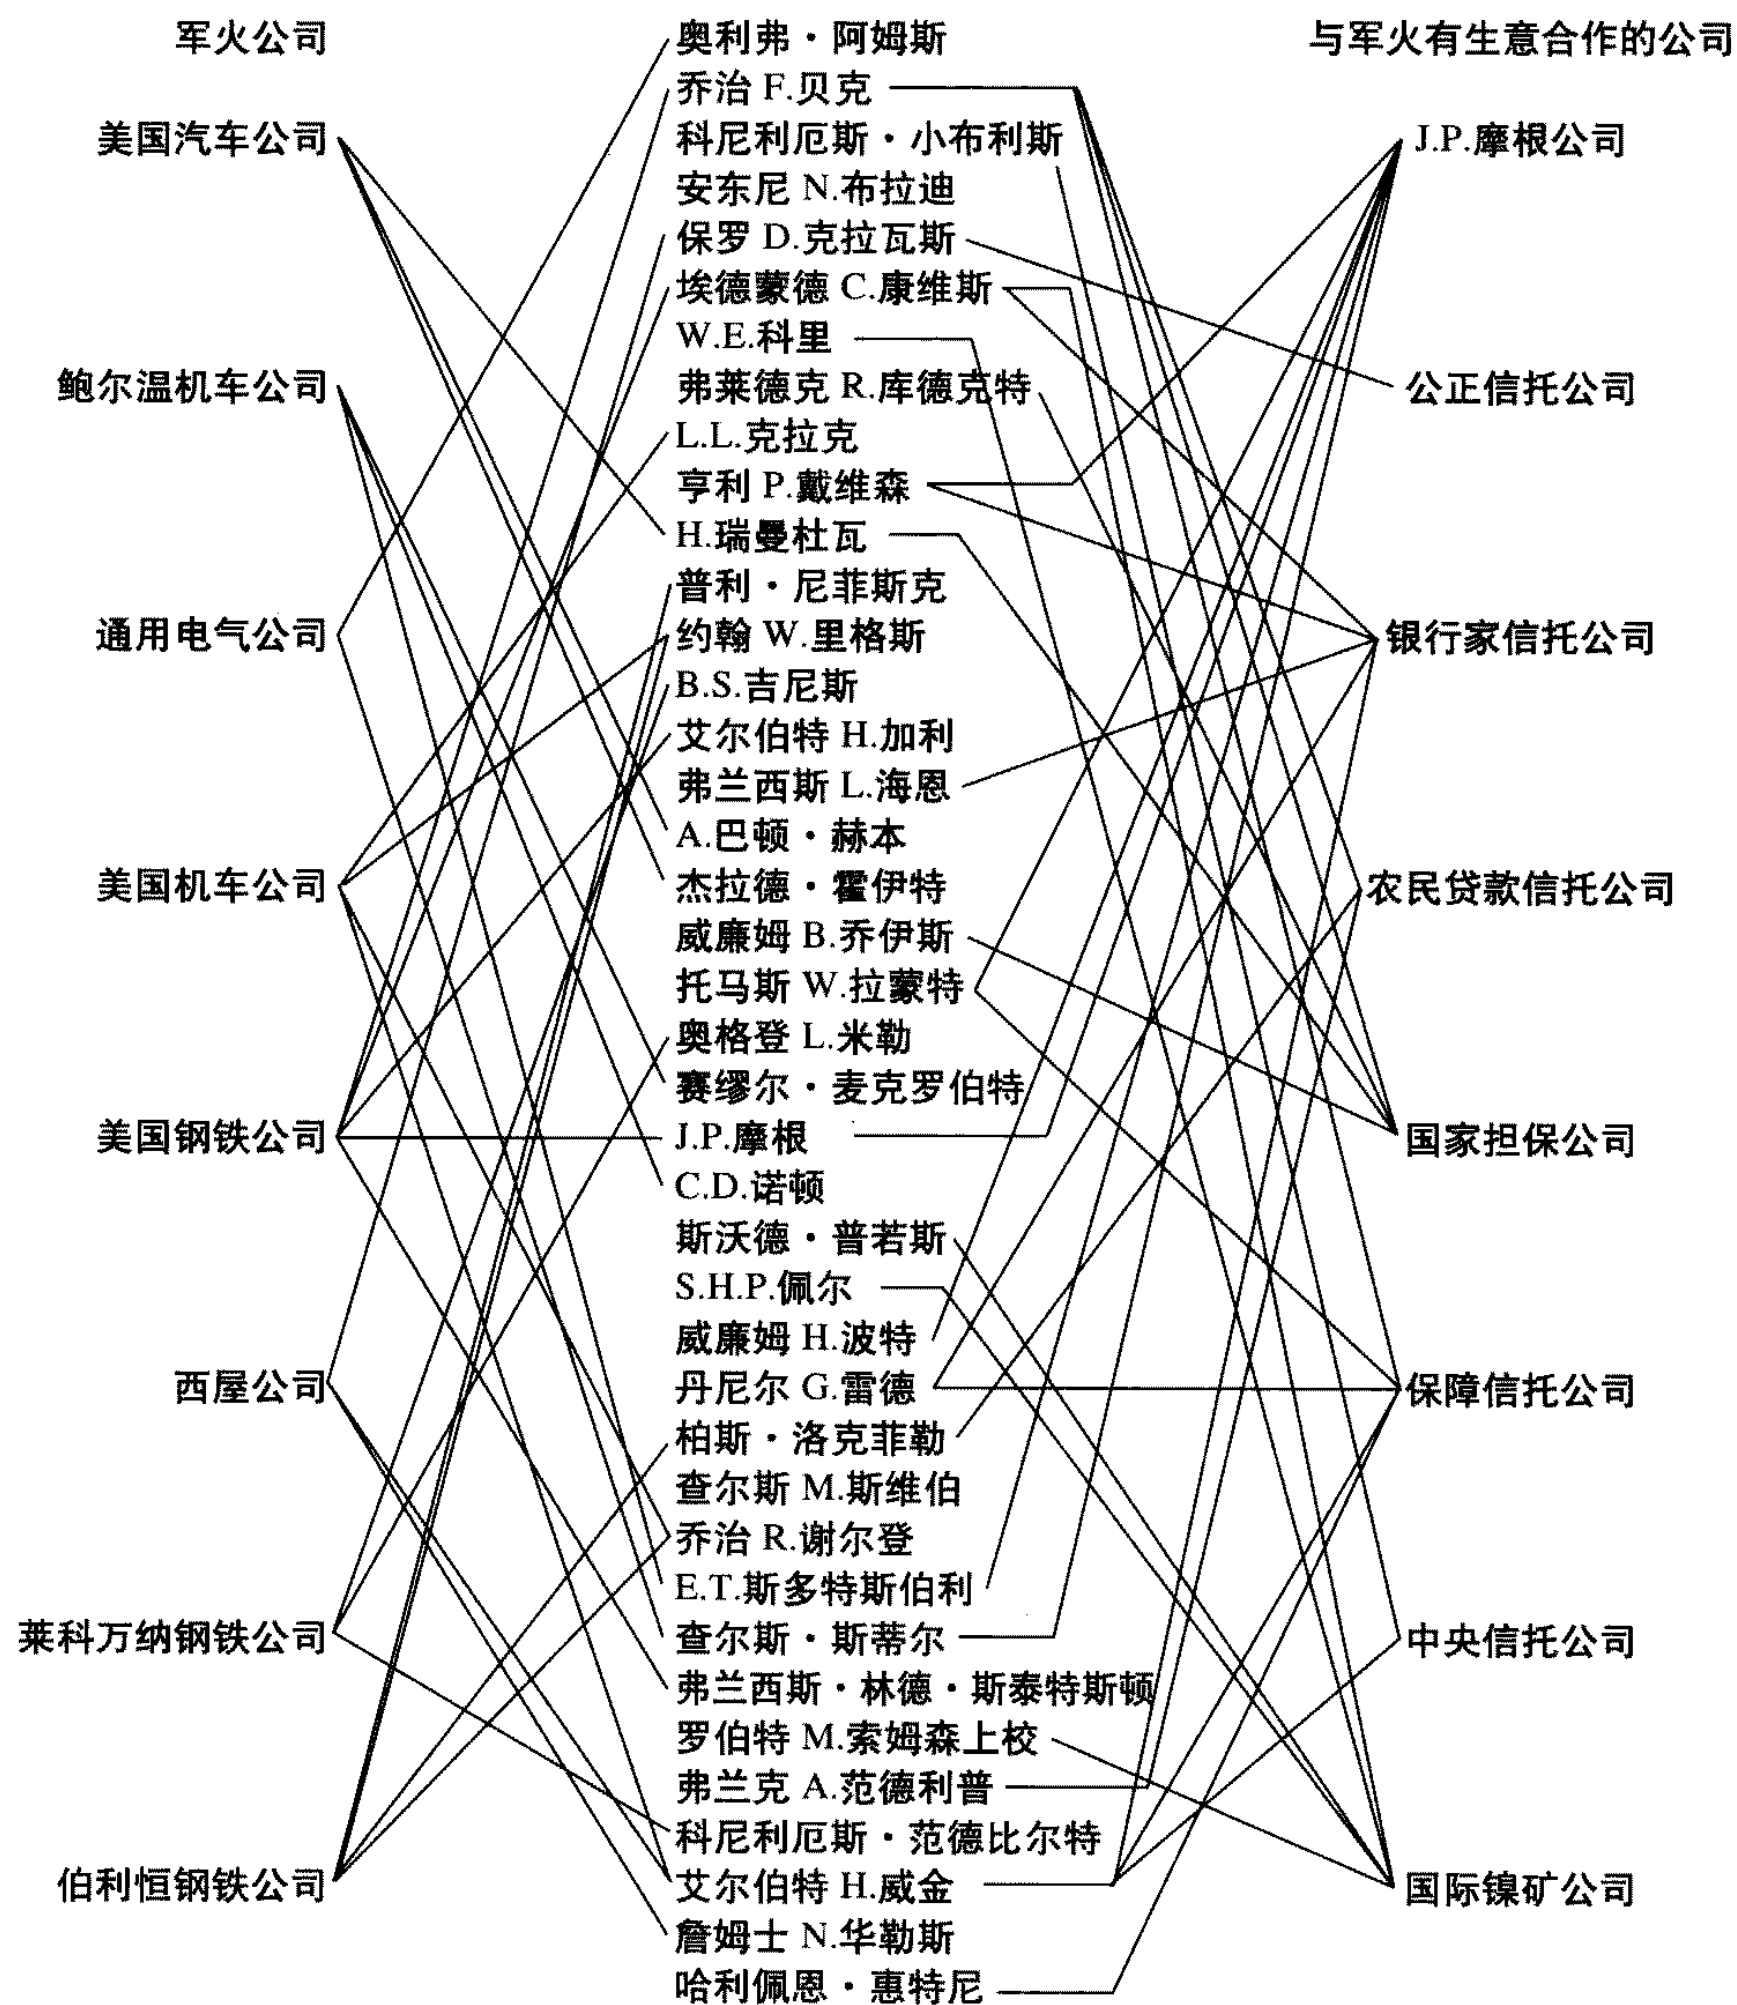 军火公司
美国汽车公司
鲍尔温机车公司
通用电气公司
美国机车公司
美国钢铁公司
西屋公司
莱科万纳钢铁公司
伯利恒钢铁公司
奥利弗·阿姆斯
乔治 F.贝克
科尼利厄斯·小布利斯
安东尼 N.布拉迪
保罗 D.克拉瓦斯
埃德蒙德 C.康维斯
W.E.科里
弗莱德克 R.库德克特
L.L.克拉克
亨利 P.戴维森
H.瑞曼杜瓦
普利·尼菲斯克
约翰 W.里格斯
B.S.吉尼斯
艾尔伯特 H.加利
弗兰西斯 L.海恩
A.巴顿·赫本
杰拉德·霍伊特
威廉姆 B.乔伊斯
托马斯 W.拉蒙特
奥格登 L.米勒
赛缪尔·麦克罗伯特
J.P.摩根
C.D.诺顿
斯沃德·普若斯
S.H.P.佩尔
威廉姆 H.波特
丹尼尔 G.雷德
柏斯·洛克菲勒
查尔斯 M.斯维伯
乔治 R.谢尔登
E.T.斯多特斯伯利
查尔斯·斯蒂尔
弗兰西斯·林德·斯泰特斯顿
罗伯特 M.索姆森上校
弗兰克 A.范德利普
科尼利厄斯·范德比尔特
艾尔伯特 H.威金
詹姆士 N.华勒斯
哈利佩恩·惠特尼
与军火有生意合作的公司
J.P.摩根公司
公正信托公司
银行家信托公司
农民贷款信托公司
国家担保公司
保障信托公司
中央信托公司
国际镍矿公司